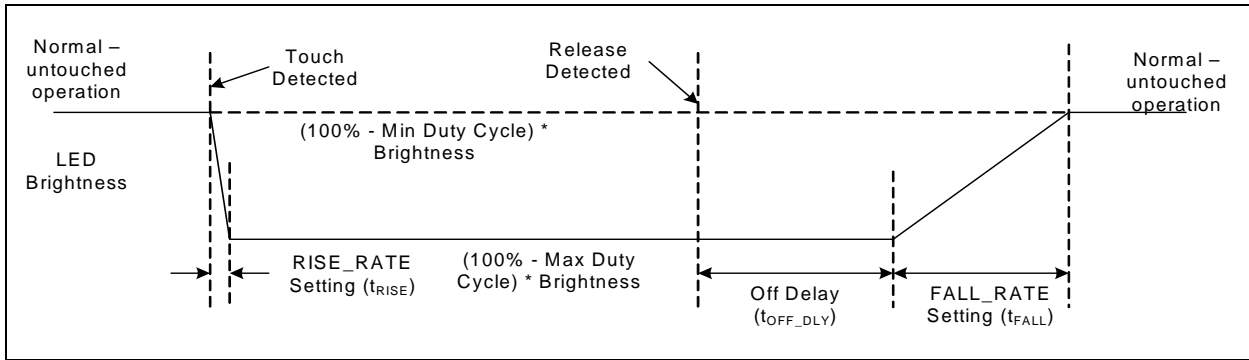 Normal –
untouched
operation
Touch
Detected
Release
Detected
Normal –
untouched
operation
(100% - Min Duty Cycle) *
Brightness
LED
Brightness
RISE_RATE
Setting (tRISE)
(100% - Max Duty
Cycle) * Brightness
Off Delay
(tOFF_DLY)
FALL_RATE
Setting (tFALL)